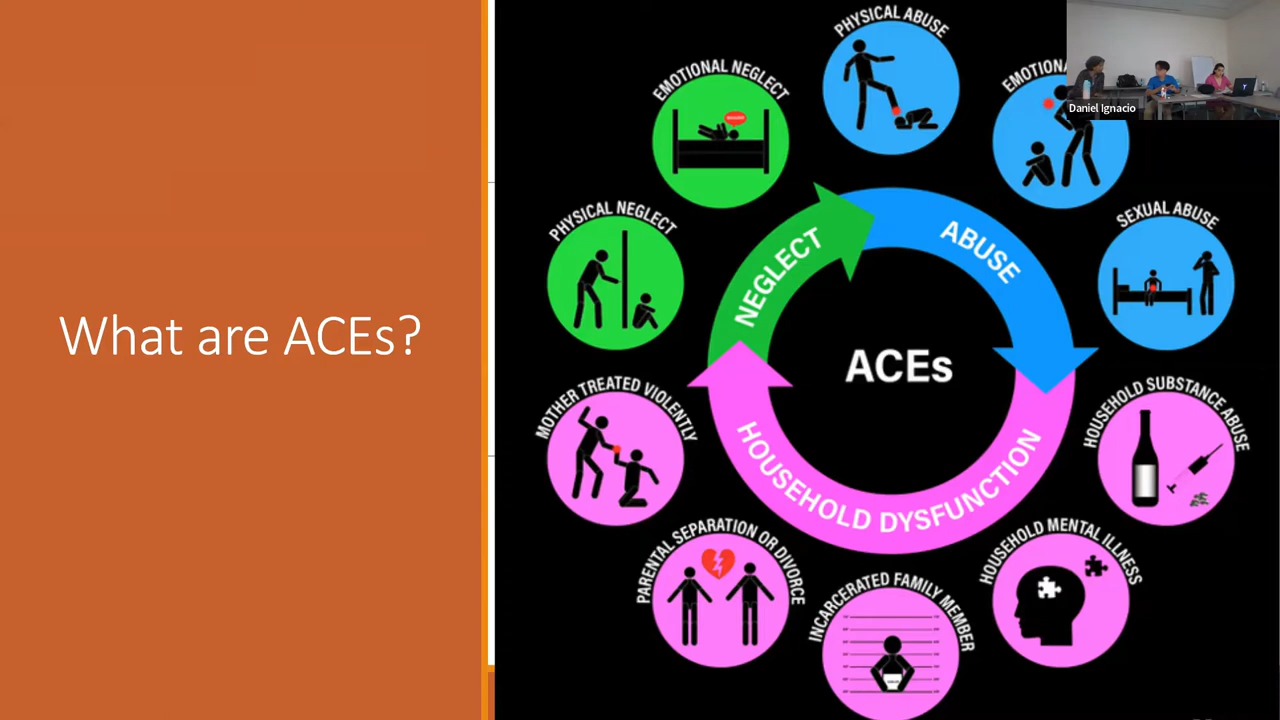 What are ACEs?
PHYSICAL ABUSE
EMOTIONAL NEGLECT
EMOTIONA
Daniel Ignacio
PHYSICAL NEGLECT
SEXUAL ABUSE
NEGLECT
ABUSE
ACEs
MOTHER TREATED VIOLENTLY
HOUSEHOLD SUBSTANCE ABUSE
HOUSEHOLD DYSFUNCTION
PARENTAL SEPARATION OR DIVORCE
INCARCERATED FAMILY MEMBER
HOUSEHOLD MENTAL ILLNESS